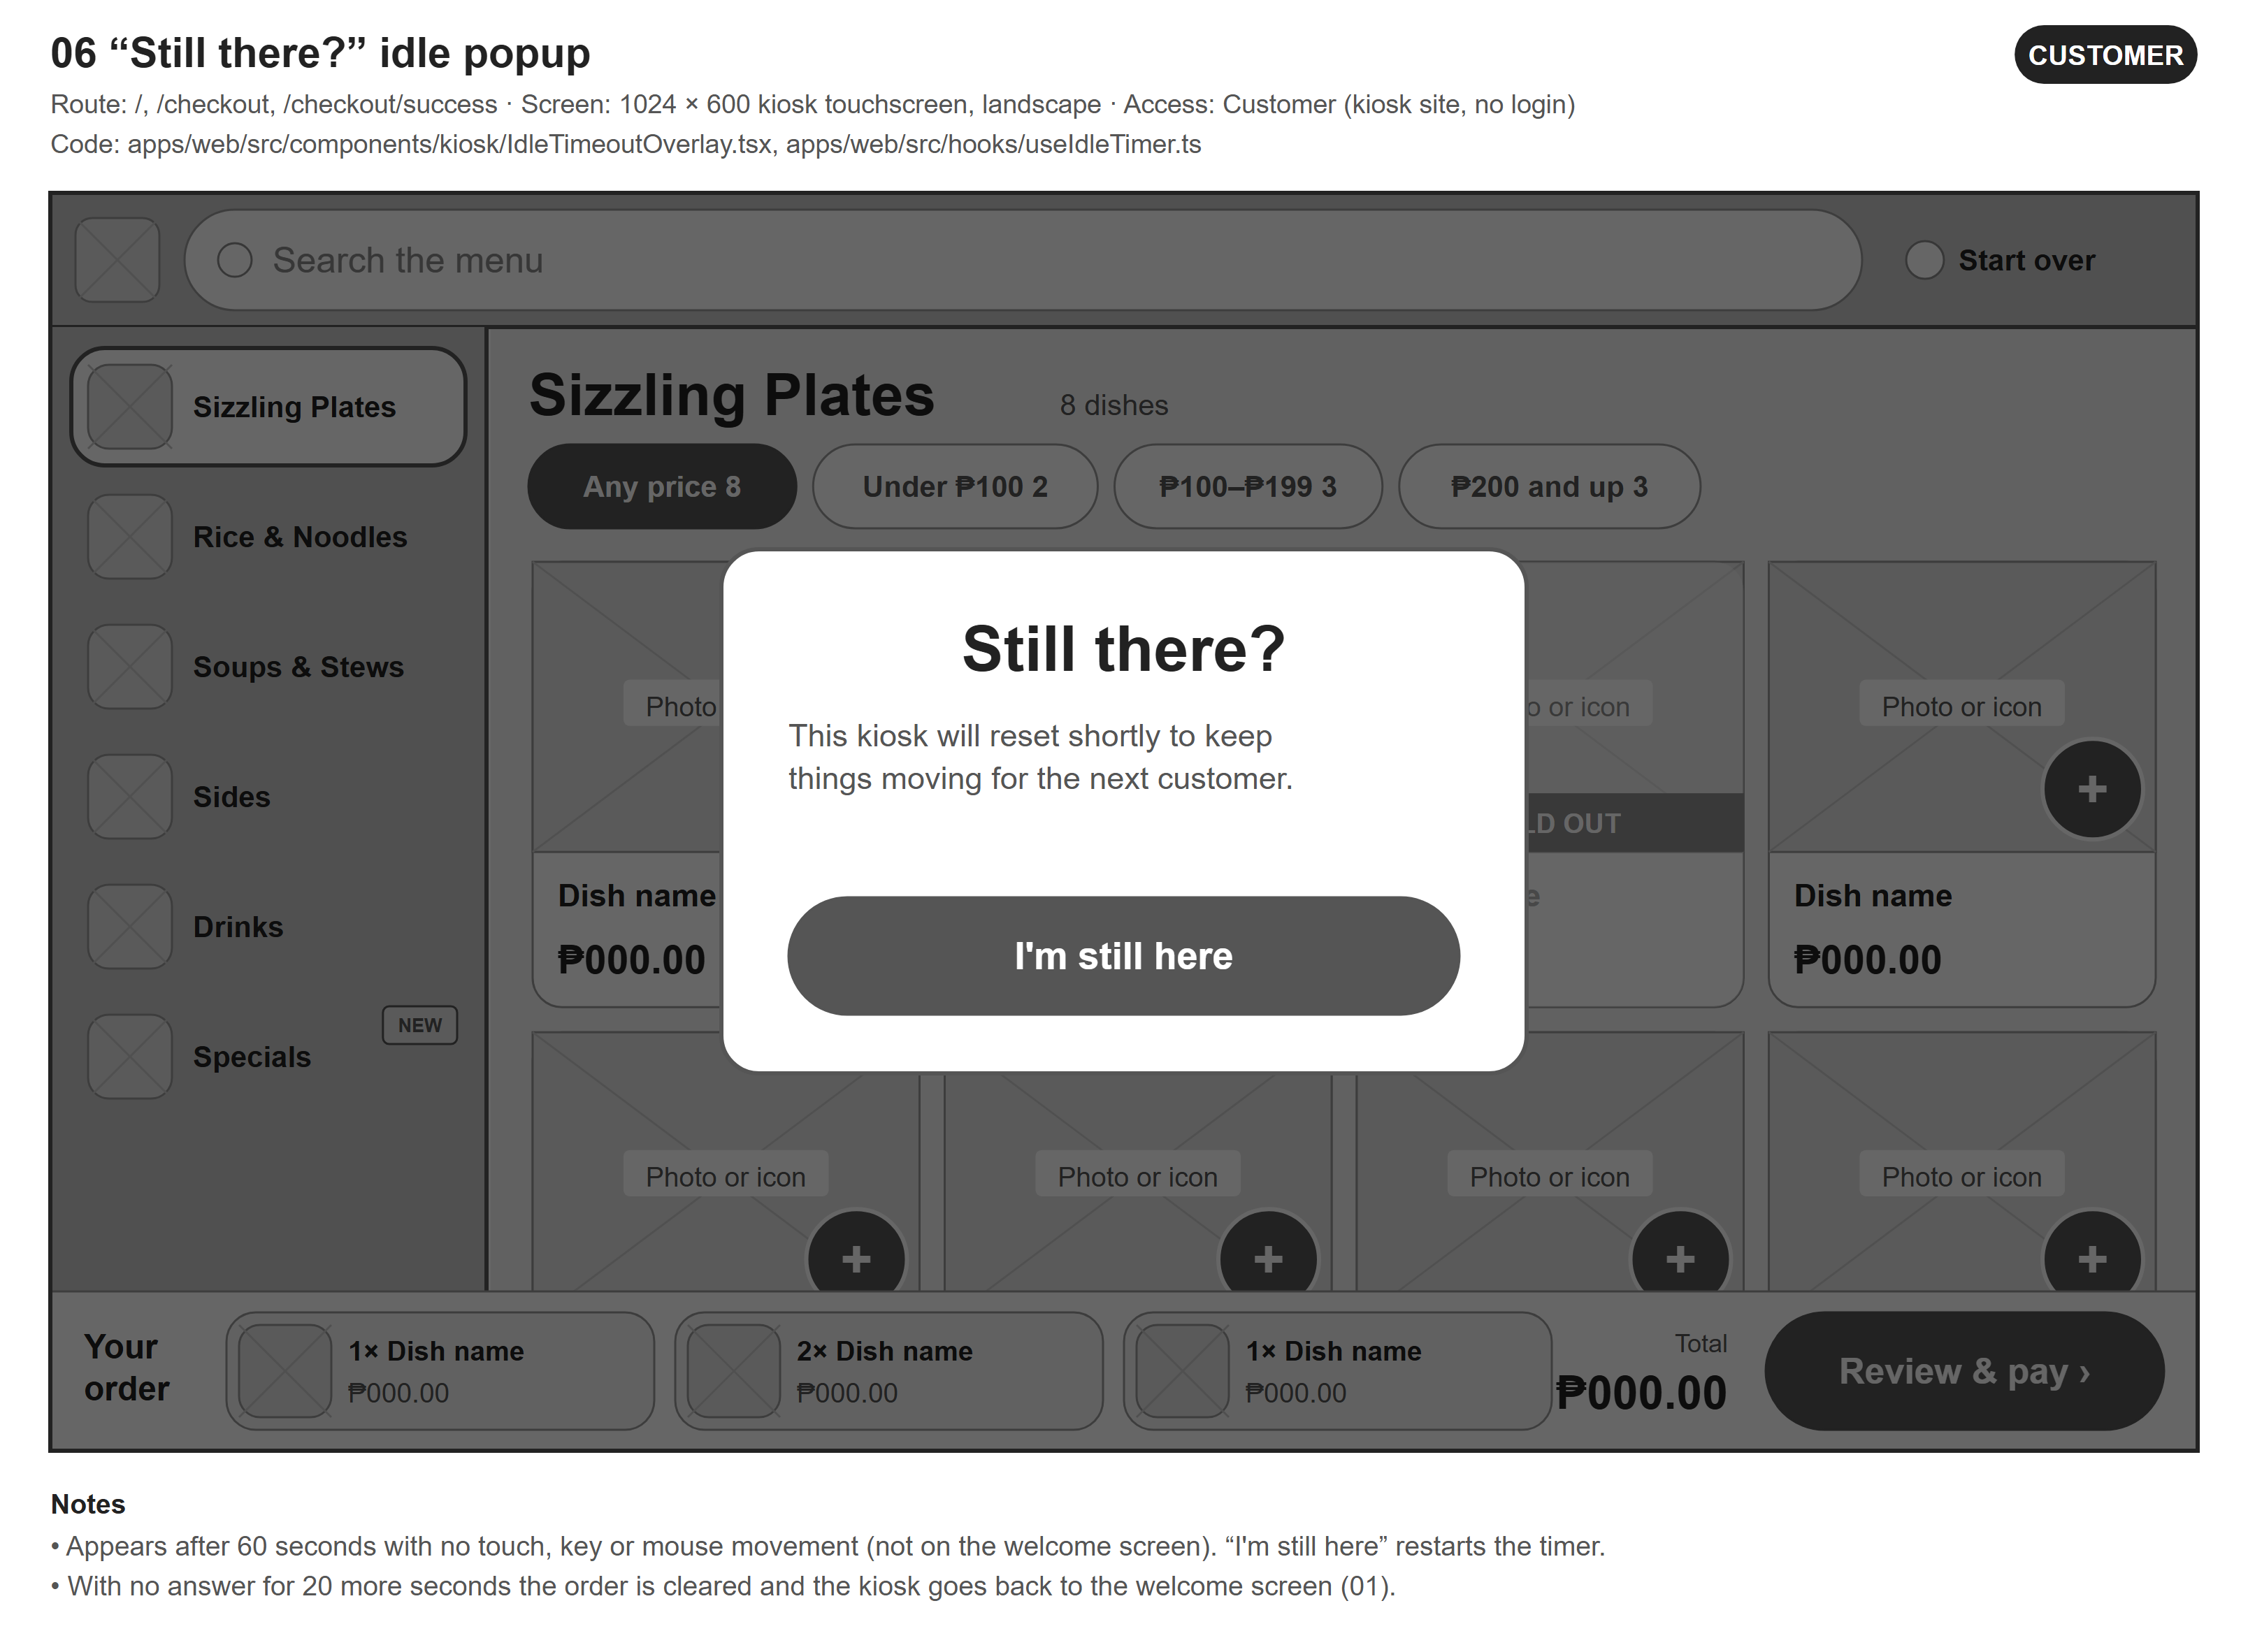 06 “Still there?” idle popup
CUSTOMER
Route: /, /checkout, /checkout/success · Screen: 1024 × 600 kiosk touchscreen, landscape · Access: Customer (kiosk site, no login)
Code: apps/web/src/components/kiosk/IdleTimeoutOverlay.tsx, apps/web/src/hooks/useIdleTimer.ts
Search the menu
Start over
Sizzling Plates
Rice & Noodles
Soups & Stews
Sides
Drinks
NEW
Specials
Sizzling Plates 8 dishes
Any price 8
Under ₱100 2
₱100–₱199 3
₱200 and up 3
Photo
or icon
Photo or icon
+
OUT
Dish name
₱000.00
Dish name
₱000.00
Still there?
This kiosk will reset shortly to keep
things moving for the next customer.
I'm still here
Photo or icon
+
Photo or icon
+
Photo or icon
+
Photo or icon
+
Your
order
1× Dish name
₱000.00
2× Dish name
₱000.00
1× Dish name
₱000.00
Total
₱000.00
Review & pay ›
Notes
• Appears after 60 seconds with no touch, key or mouse movement (not on the welcome screen). “I'm still here” restarts the timer.
• With no answer for 20 more seconds the order is cleared and the kiosk goes back to the welcome screen (01).